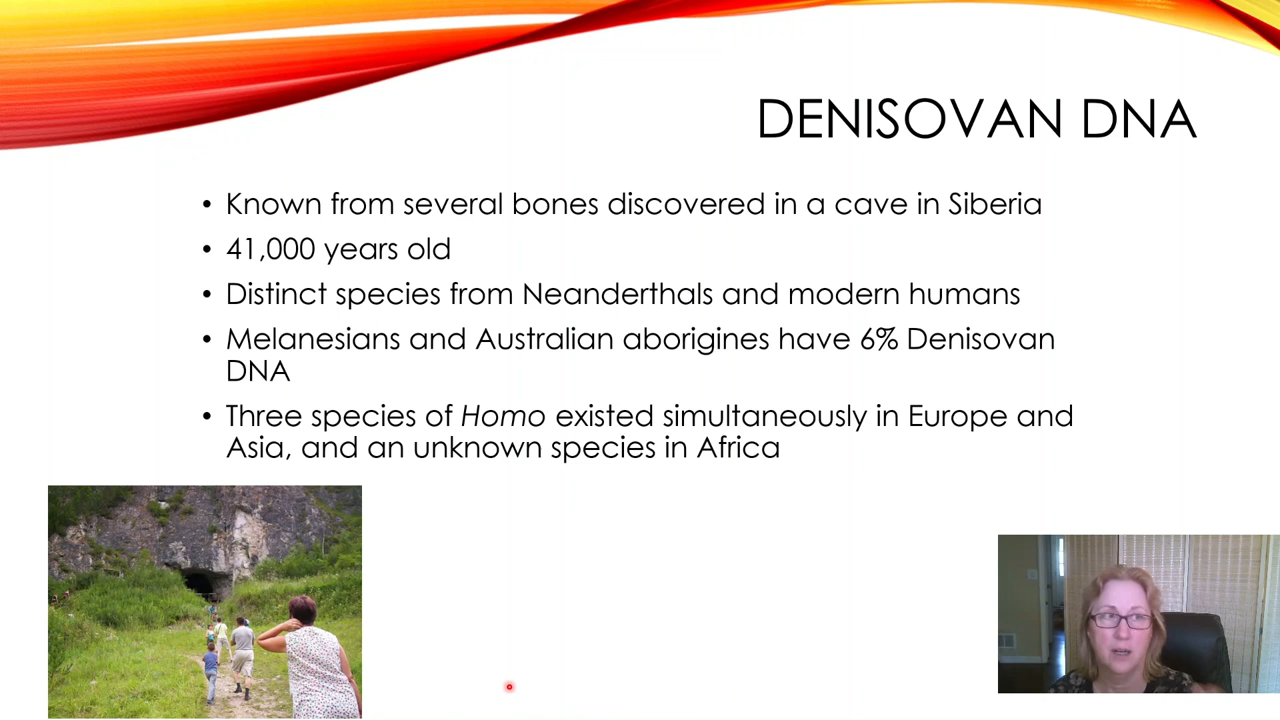 DENISOVAN DNA
• Known from several bones discovered in a cave in Siberia
• 41,000 years old
• Distinct species from Neanderthals and modern humans
• Melanesians and Australian aborigines have 6% Denisovan
DNA
• Three species of Homo existed simultaneously in Europe and
Asia, and an unknown species in Africa